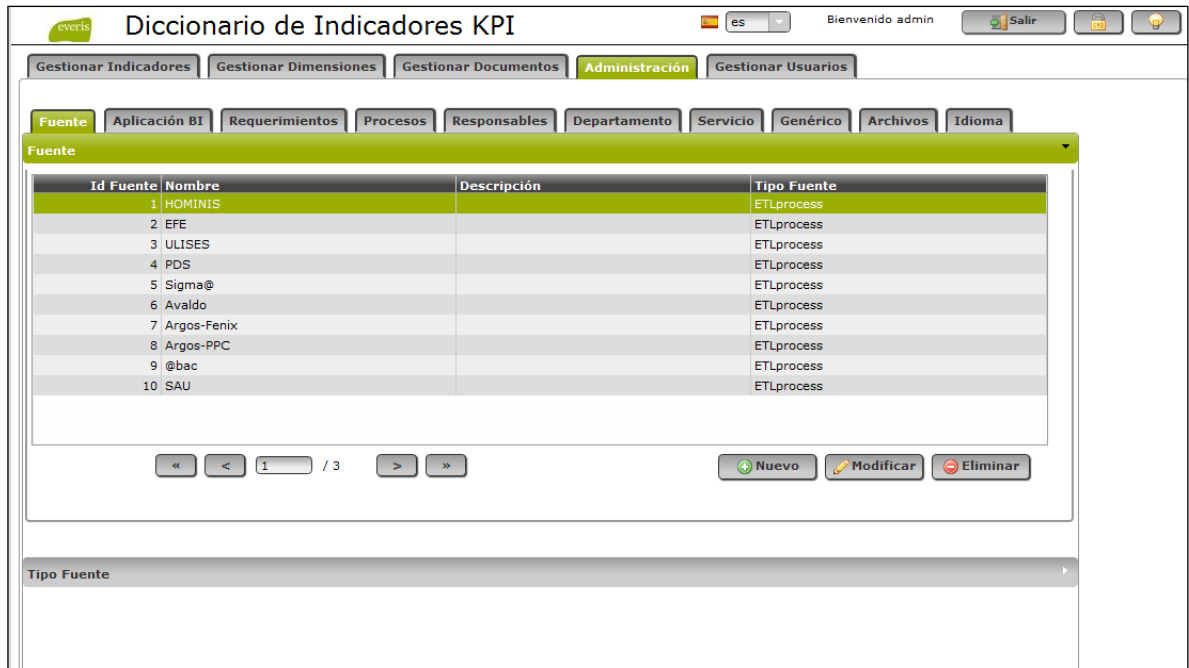 everis Diccionario de Indicadores KPI es Bienvenido admin Salir
Gestionar Indicadores Gestionar Dimensiones Gestionar Documentos Administración Gestionar Usuarios
Fuente Aplicación BI Requerimientos Procesos Responsables Departamento Servicio Genérico Archivos Idioma
Fuente
Id Fuente Nombre Descripción Tipo Fuente
1 HOMINIS ETLprocess
2 EFE ETLprocess
3 ULISES ETLprocess
4 PDS ETLprocess
5 Sigma@ ETLprocess
6 Avaldo ETLprocess
7 Argos-Fenix ETLprocess
8 Argos-PPC ETLprocess
9 @bac ETLprocess
10 SAU ETLprocess
« < 1 / 3 > » Nuevo Modificar Eliminar
Tipo Fuente